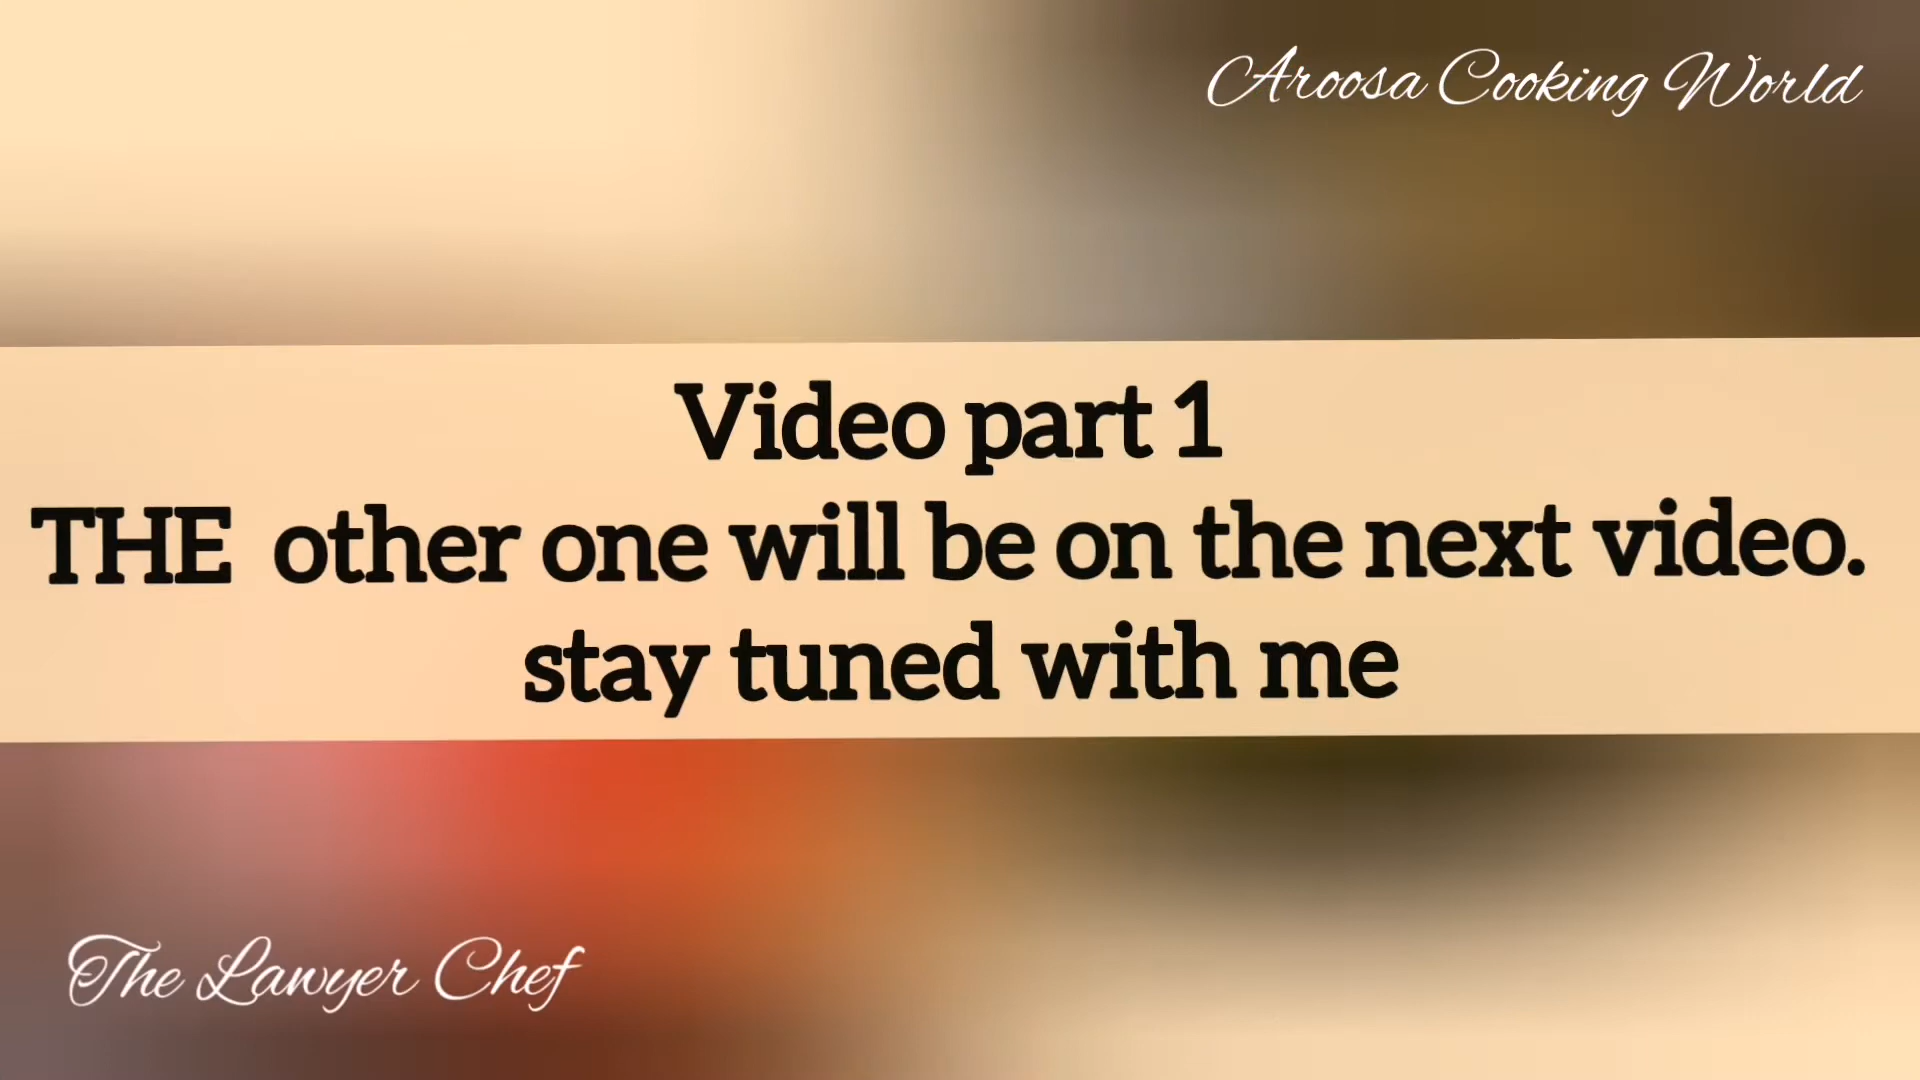 Aroosa Cooking World
Video part 1
THE other one will be on the next video.
stay tuned with me
The Lawyer Chef